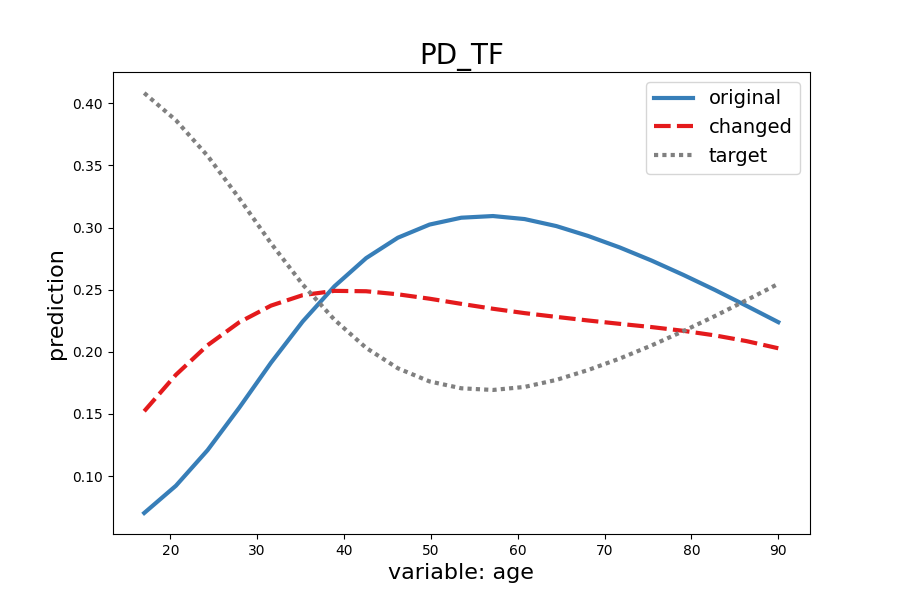 PD_TF
original
changed
target
prediction
0.40
0.35
0.30
0.25
0.20
0.15
0.10
20 30 40 50 60 70 80 90
variable: age